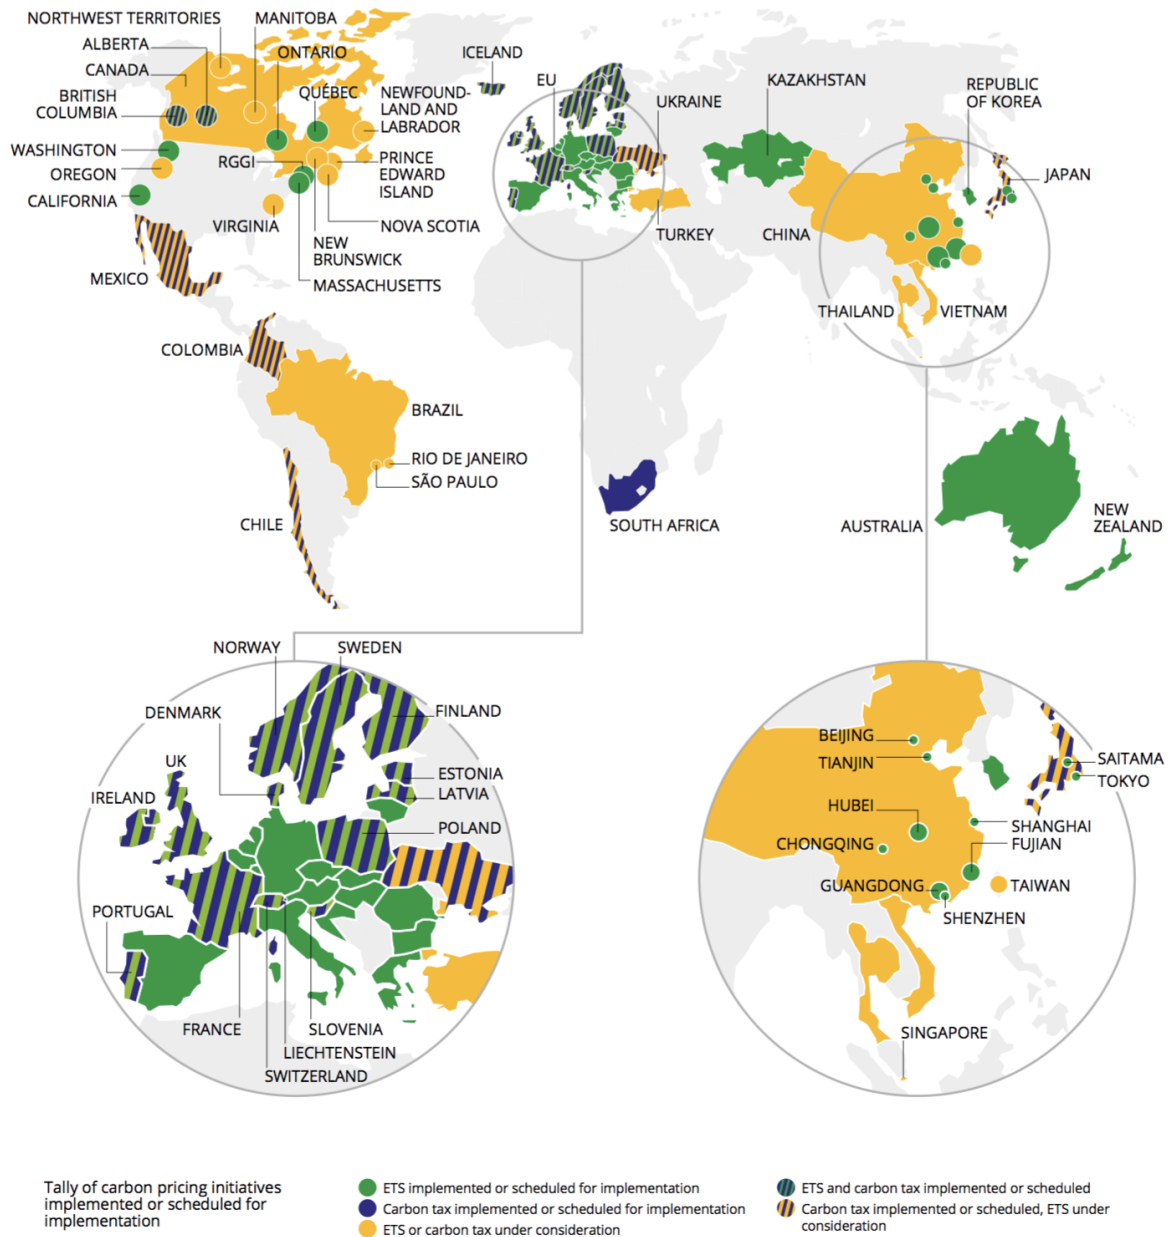 NORTHWEST TERRITORIES
MANITOBA
ALBERTA
ONTARIO
CANADA
QUÉBEC
BRITISH
COLUMBIA
NEWFOUND-
LAND AND
LABRADOR
WASHINGTON
OREGON
RGGI
PRINCE
EDWARD
ISLAND
CALIFORNIA
VIRGINIA
NOVA SCOTIA
NEW
BRUNSWICK
MASSACHUSETTS
MEXICO
ICELAND
EU
UKRAINE
TURKEY
KAZAKHSTAN
REPUBLIC
OF KOREA
JAPAN
CHINA
THAILAND
VIETNAM
COLOMBIA
BRAZIL
RIO DE JANEIRO
SÃO PAULO
CHILE
SOUTH AFRICA
AUSTRALIA
NEW
ZEALAND
NORWAY
SWEDEN
DENMARK
FINLAND
UK
ESTONIA
IRELAND
LATVIA
POLAND
PORTUGAL
FRANCE
SLOVENIA
LIECHTENSTEIN
SWITZERLAND
BEIJING
TIANJIN
SAITAMA
TOKYO
HUBEI
SHANGHAI
CHONGQING
FUJIAN
GUANGDONG
TAIWAN
SHENZHEN
SINGAPORE
Tally of carbon pricing initiatives
implemented or scheduled for
implementation
ETS implemented or scheduled for implementation
Carbon tax implemented or scheduled for implementation
ETS or carbon tax under consideration
ETS and carbon tax implemented or scheduled
Carbon tax implemented or scheduled, ETS under
consideration